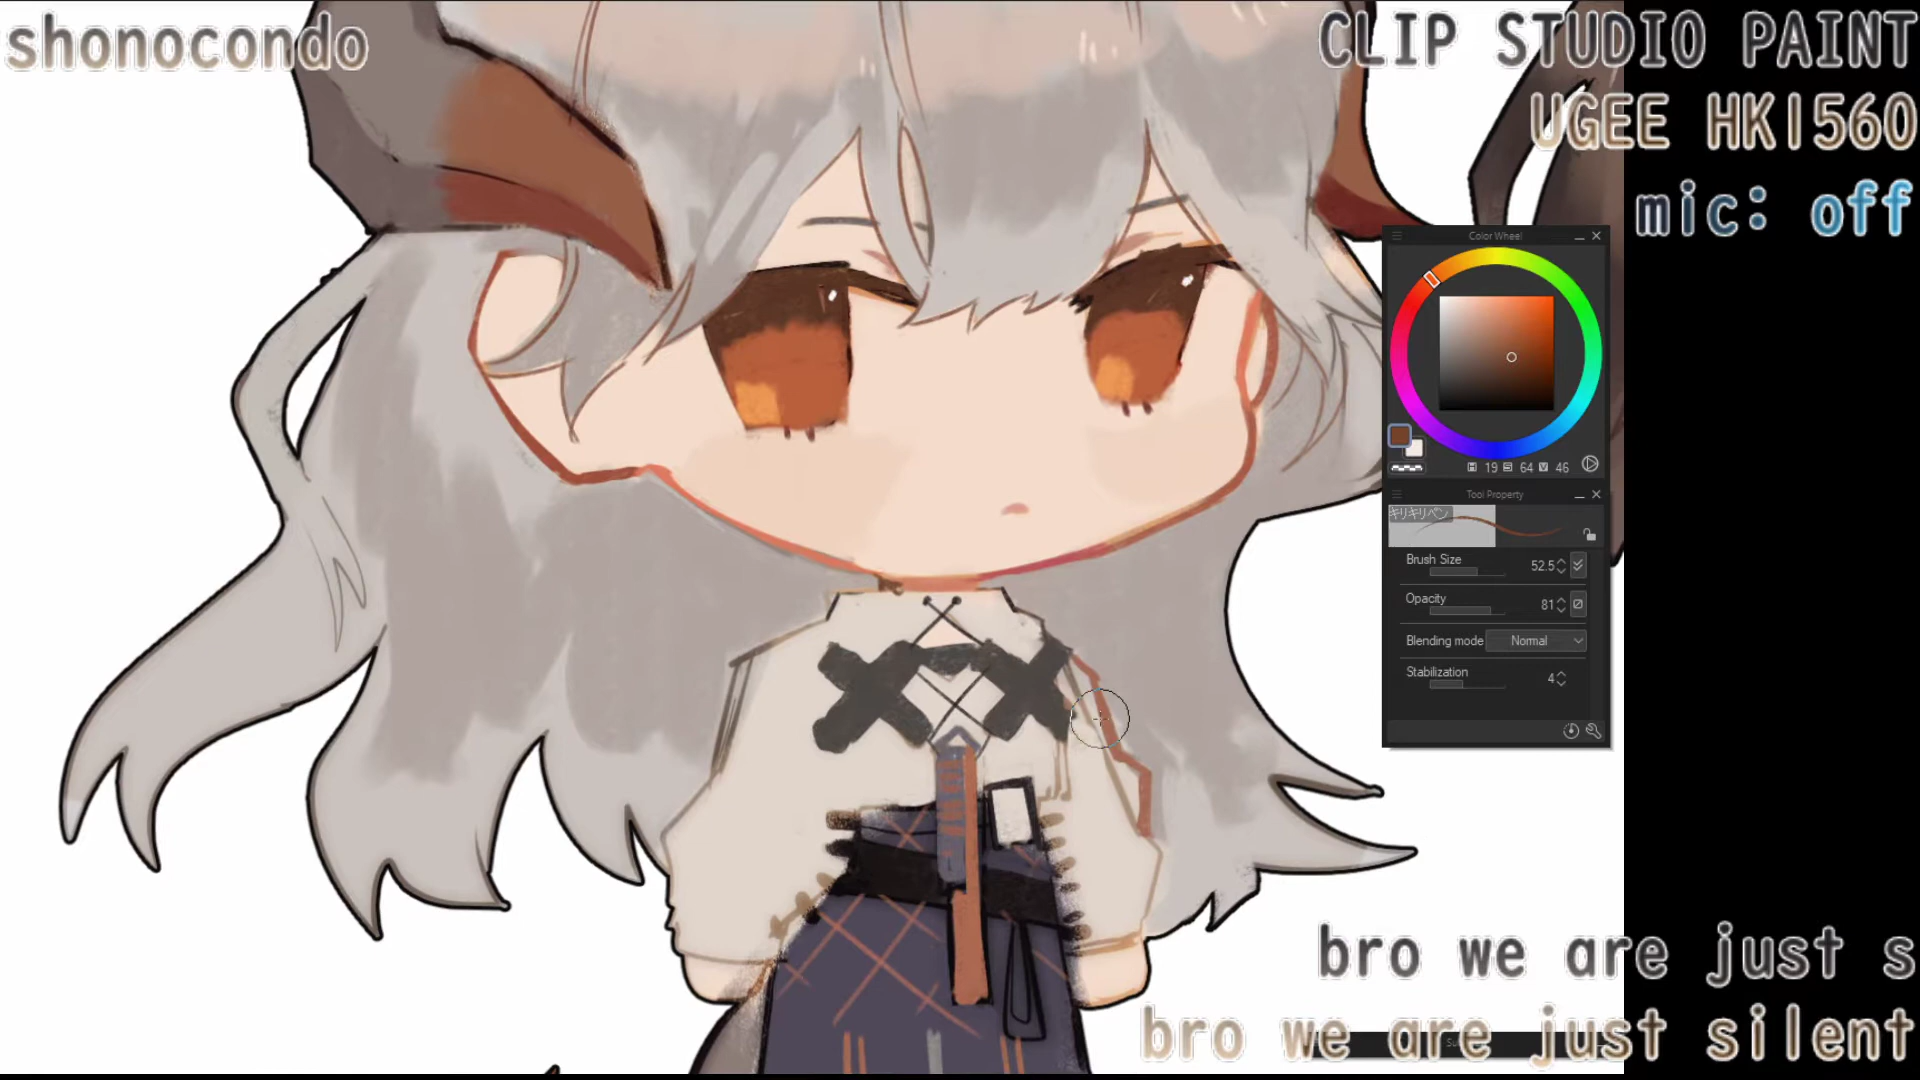 shonocondo
CLIP STUDIO PAINT
UGEE HK1560
mic: off
Color Wheel
H 19 S 64 V 46
Tool Property
キリキリペン
Brush Size 52.5
Opacity 81
Blending mode Normal
Stabilization 4
bro we are just s
bro we are just silent